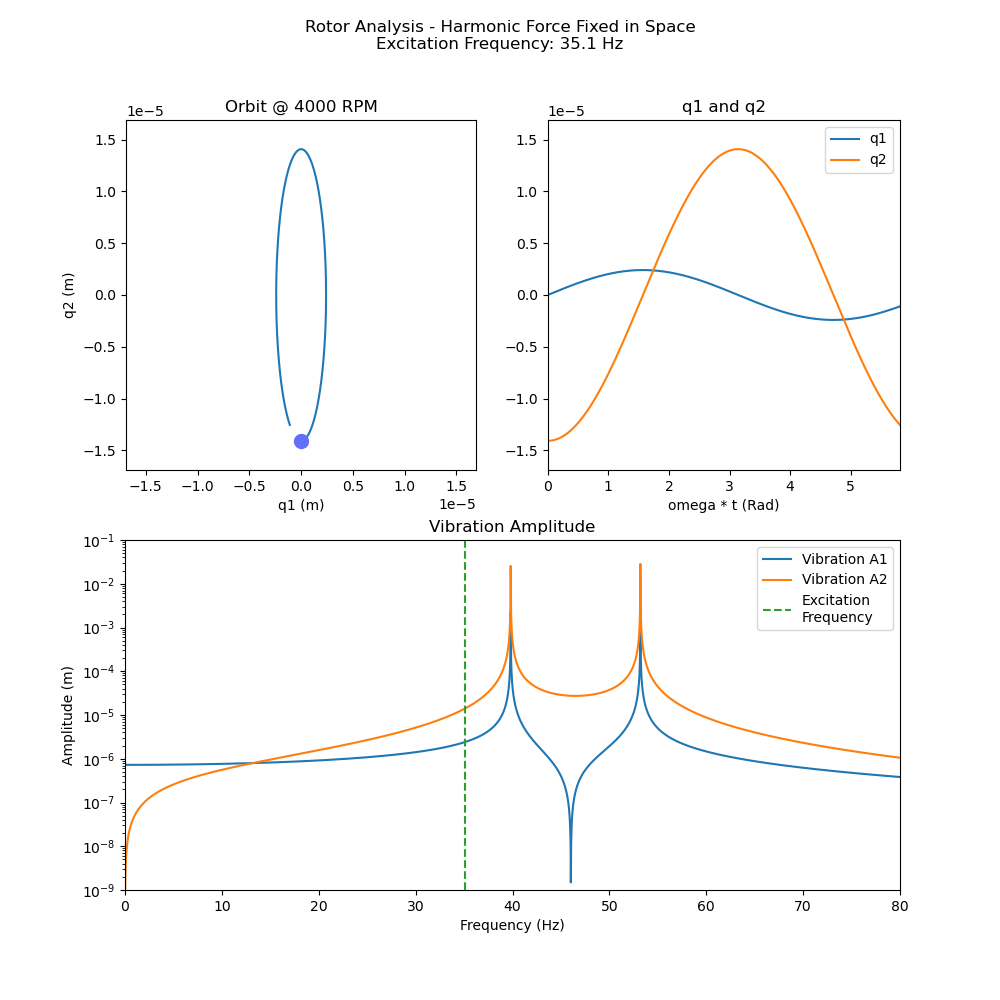 Rotor Analysis - Harmonic Force Fixed in Space
Excitation Frequency: 35.1 Hz
Orbit @ 4000 RPM
1e−5
1.5
1.0
0.5
0.0
−0.5
−1.0
−1.5
q2 (m)
−1.5 −1.0 −0.5 0.0 0.5 1.0 1.5
q1 (m)
1e−5
q1 and q2
1e−5
1.5
1.0
0.5
0.0
−0.5
−1.0
−1.5
q1
q2
0 1 2 3 4 5
omega * t (Rad)
Vibration Amplitude
10⁻¹
10⁻²
10⁻³
10⁻⁴
10⁻⁵
10⁻⁶
10⁻⁷
10⁻⁸
10⁻⁹
Amplitude (m)
Vibration A1
Vibration A2
Excitation
Frequency
0 10 20 30 40 50 60 70 80
Frequency (Hz)